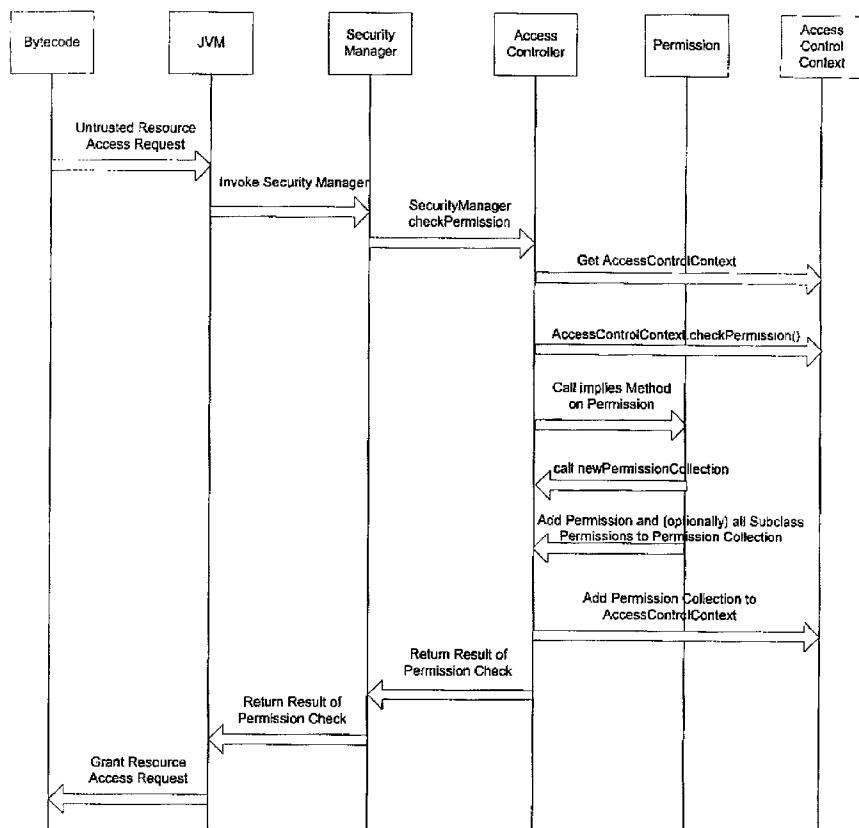 Bytecode
JVM
Security
Manager
Access
Controller
Permission
Access
Control
Context
Untrusted Resource
Access Request
Invoke Security Manager
SecurityManager
checkPermission
Get AccessControlContext
AccessControlContext.checkPermission()
Call implies Method
on Permission
call newPermissionCollection
Add Permission and (optionally) all Subclass
Permissions to Permission Collection
Add Permission Collection to
AccessControlContext
Return Result of
Permission Check
Return Result of
Permission Check
Grant Resource
Access Request